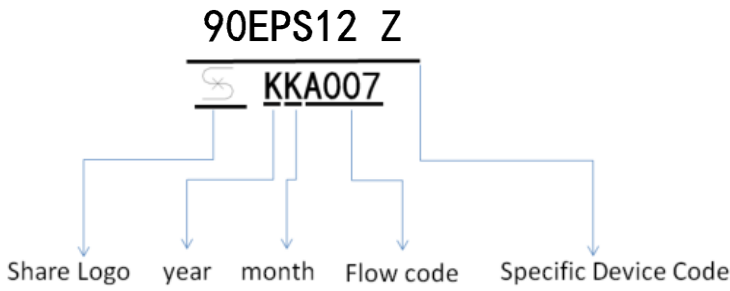 90EPS12 Z
KKA007
Share Logo year month Flow code Specific Device Code